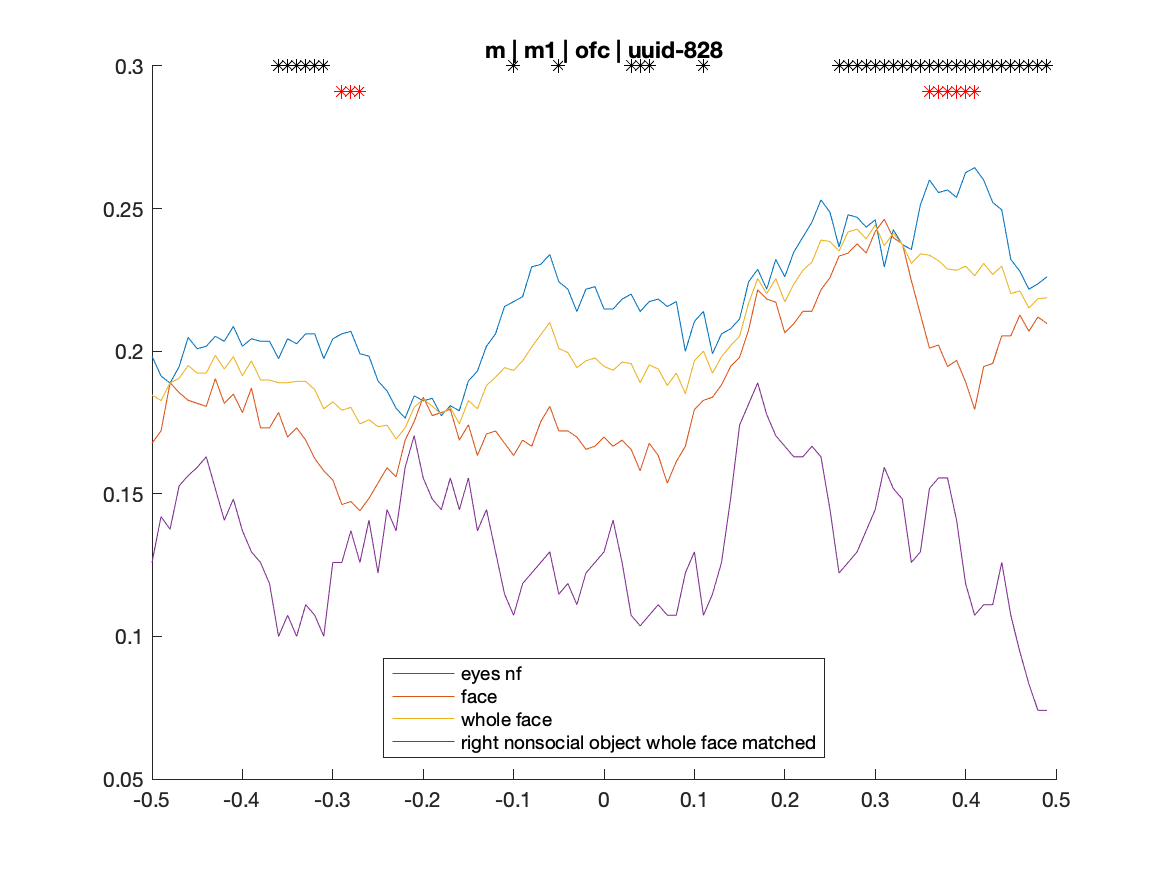 m | m1 | ofc | uuid-828
0.3
0.25
0.2
0.15
0.1
0.05
eyes nf
face
whole face
right nonsocial object whole face matched
-0.5 -0.4 -0.3 -0.2 -0.1 0 0.1 0.2 0.3 0.4 0.5